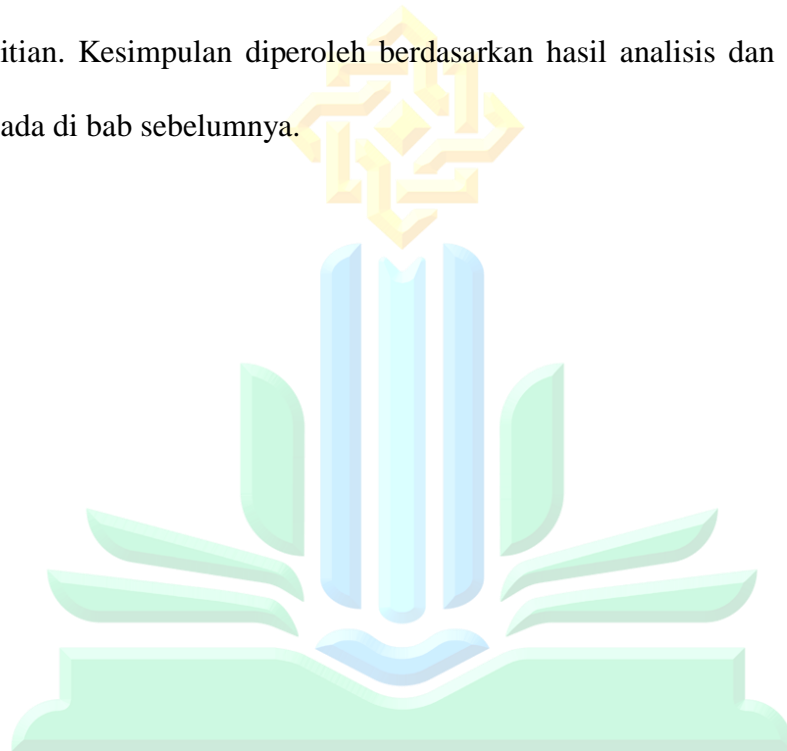 itian. Kesimpulan diperoleh berdasarkan hasil analisis dan
ada di bab sebelumnya.